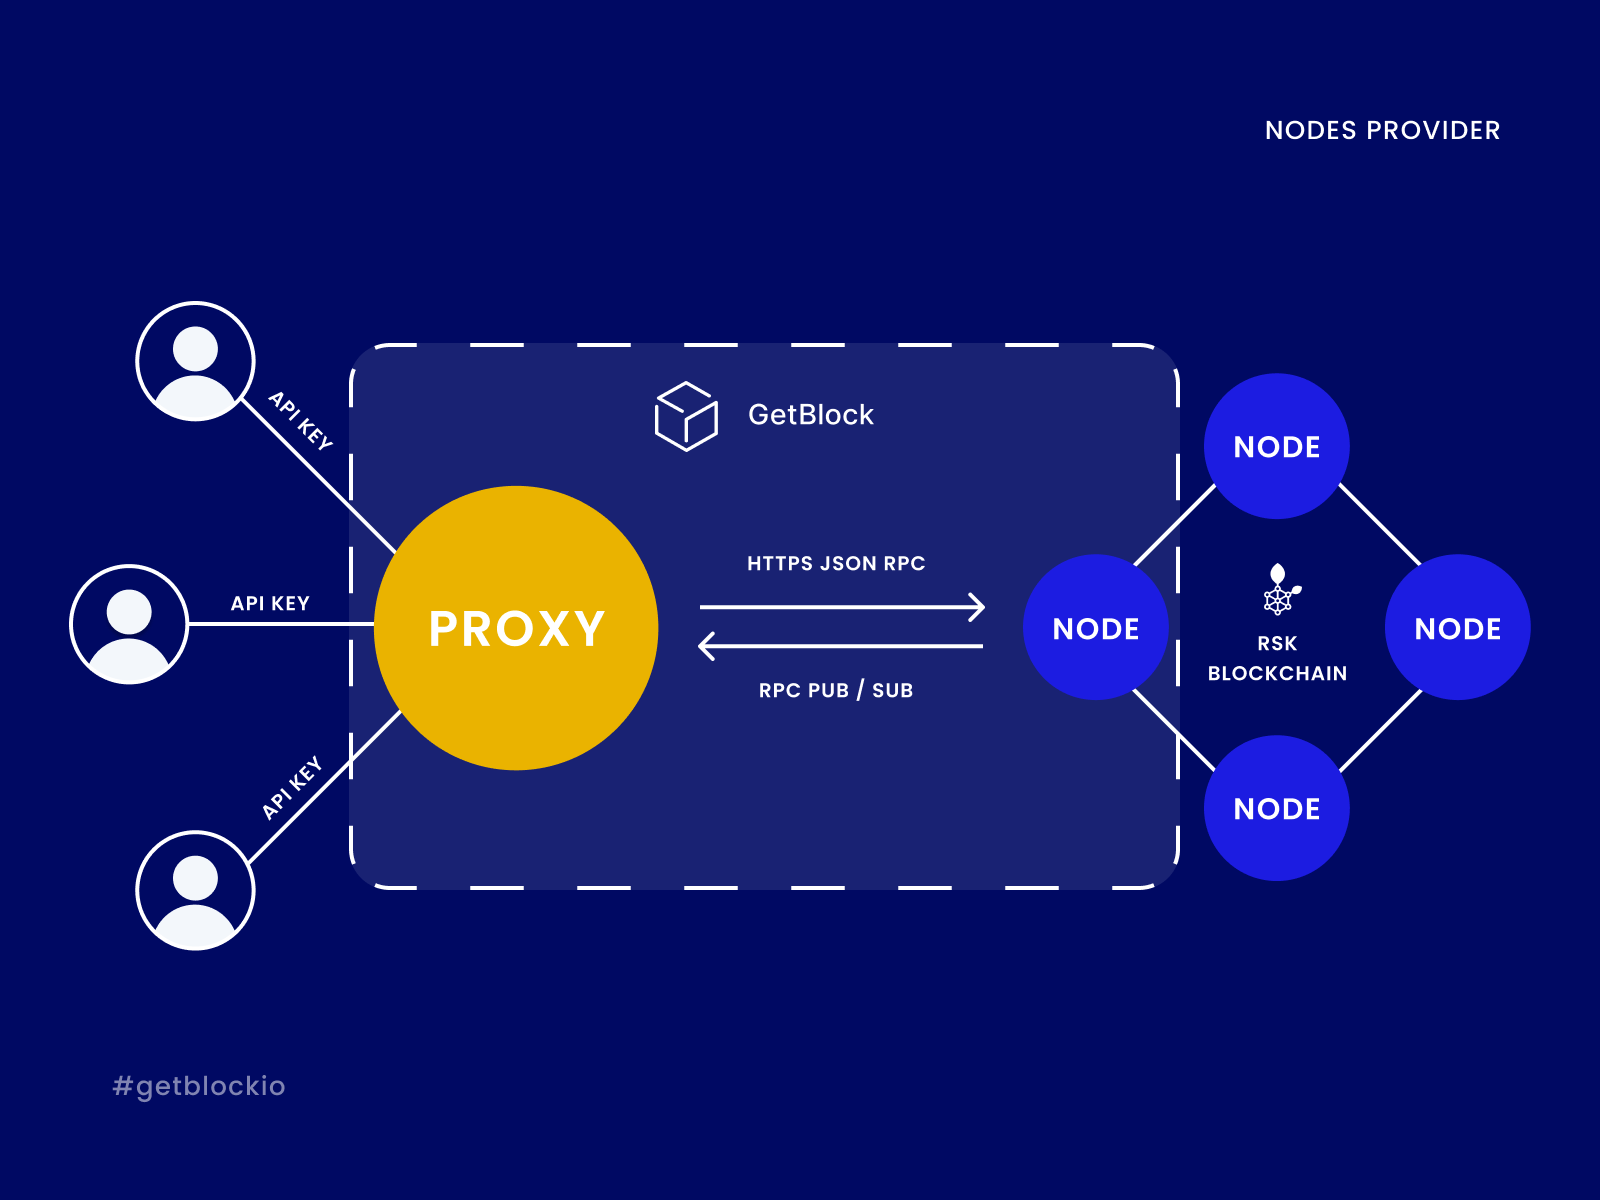 NODES PROVIDER
GetBlock
API KEY
API KEY
API KEY
PROXY
HTTPS JSON RPC
RPC PUB / SUB
NODE
NODE
NODE
NODE
RSK
BLOCKCHAIN
#getblockio